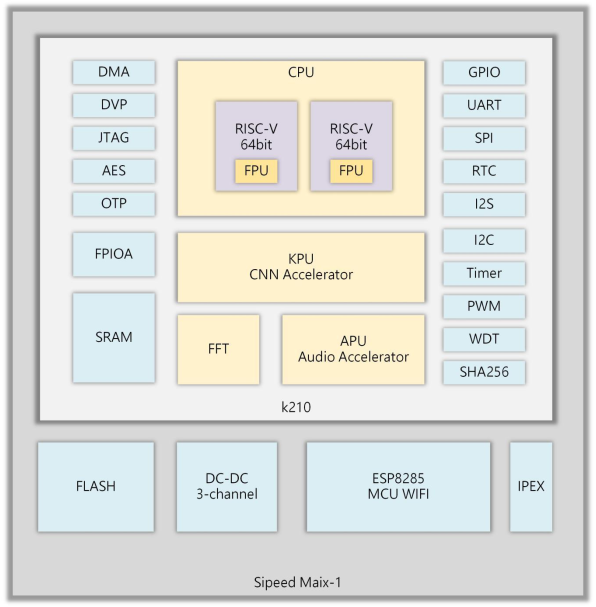 DMA
DVP
JTAG
AES
OTP
FPIOA
SRAM
CPU
RISC-V
64bit
FPU
RISC-V
64bit
FPU
KPU
CNN Accelerator
FFT
APU
Audio Accelerator
GPIO
UART
SPI
RTC
I2S
I2C
Timer
PWM
WDT
SHA256
k210
FLASH
DC-DC
3-channel
ESP8285
MCU WIFI
IPEX
Sipeed Maix-1